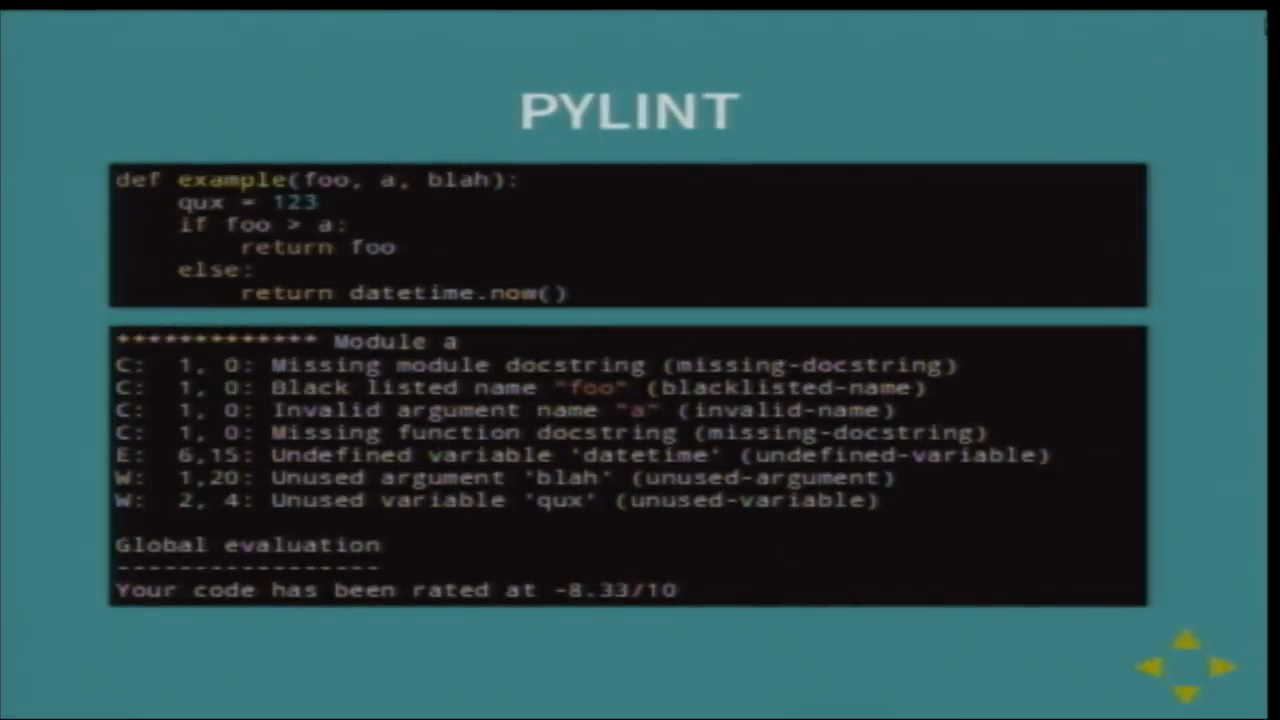 PYLINT
def example(foo, a, blah):
    qux = 123
    if foo > a:
        return foo
    else:
        return datetime.now()
************* Module a
C:  1, 0: Missing module docstring (missing-docstring)
C:  1, 0: Black listed name "foo" (blacklisted-name)
C:  1, 0: Invalid argument name "a" (invalid-name)
C:  1, 0: Missing function docstring (missing-docstring)
E:  6,15: Undefined variable 'datetime' (undefined-variable)
W:  1,20: Unused argument 'blah' (unused-argument)
W:  2, 4: Unused variable 'qux' (unused-variable)
Global evaluation
-----------------
Your code has been rated at -8.33/10